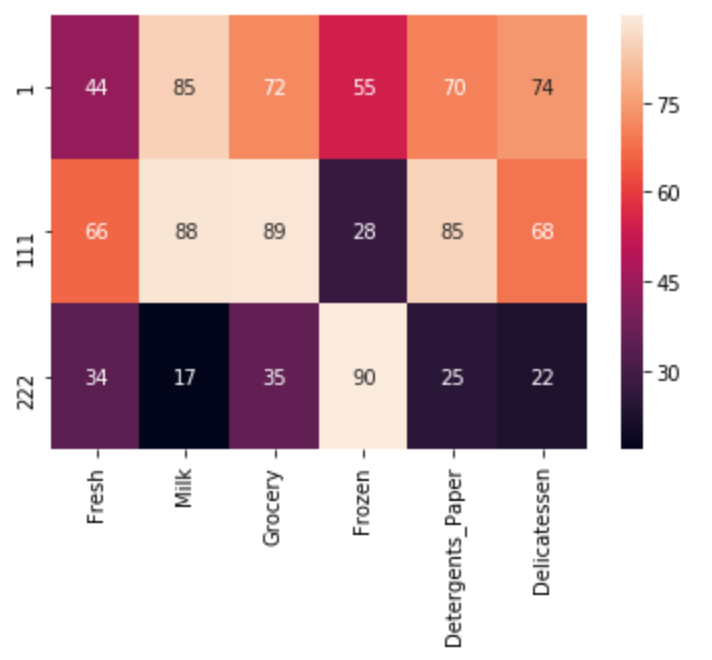 1 44 85 72 55 70 74
111 66 88 89 28 85 68
222 34 17 35 90 25 22
Fresh Milk Grocery Frozen Detergents_Paper Delicatessen
75
60
45
30